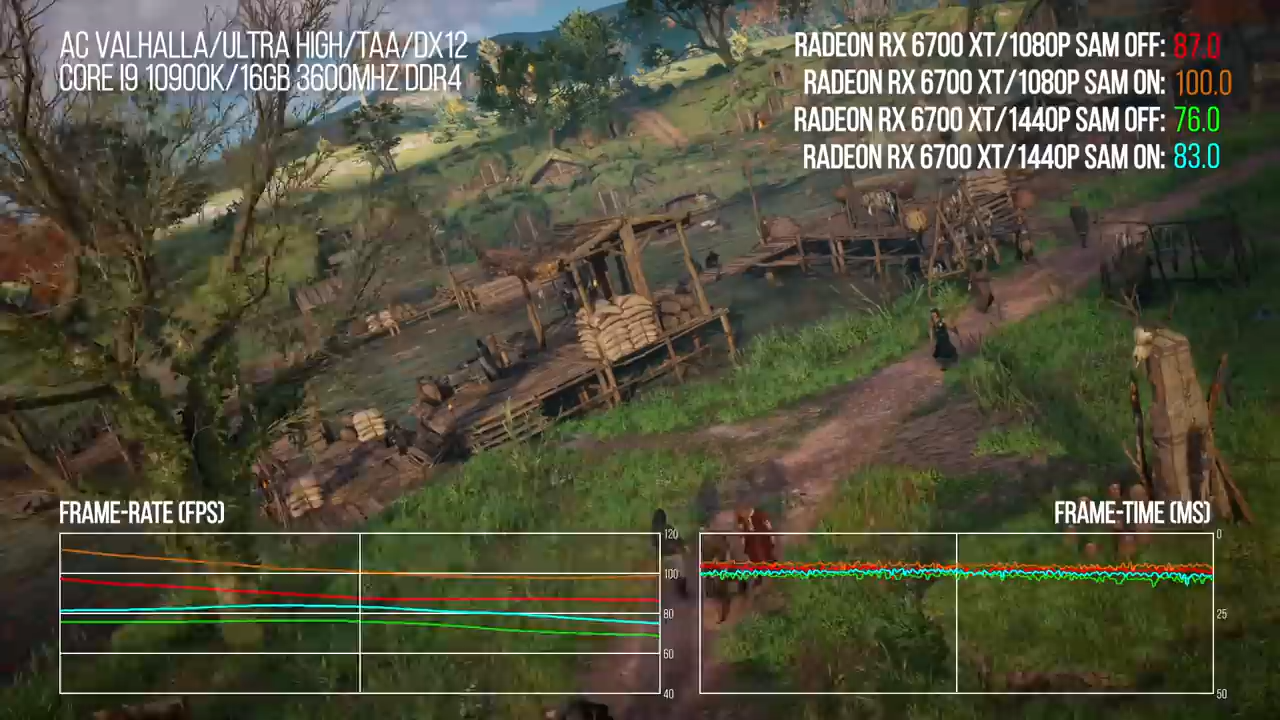 AC VALHALLA/ULTRA HIGH/TAA/DX12
CORE I9 10900K/16GB 3600MHZ DDR4
RADEON RX 6700 XT/1080P SAM OFF: 87.0
RADEON RX 6700 XT/1080P SAM ON: 100.0
RADEON RX 6700 XT/1440P SAM OFF: 76.0
RADEON RX 6700 XT/1440P SAM ON: 83.0
FRAME-RATE (FPS)
120
100
80
60
40
FRAME-TIME (MS)
0
25
50